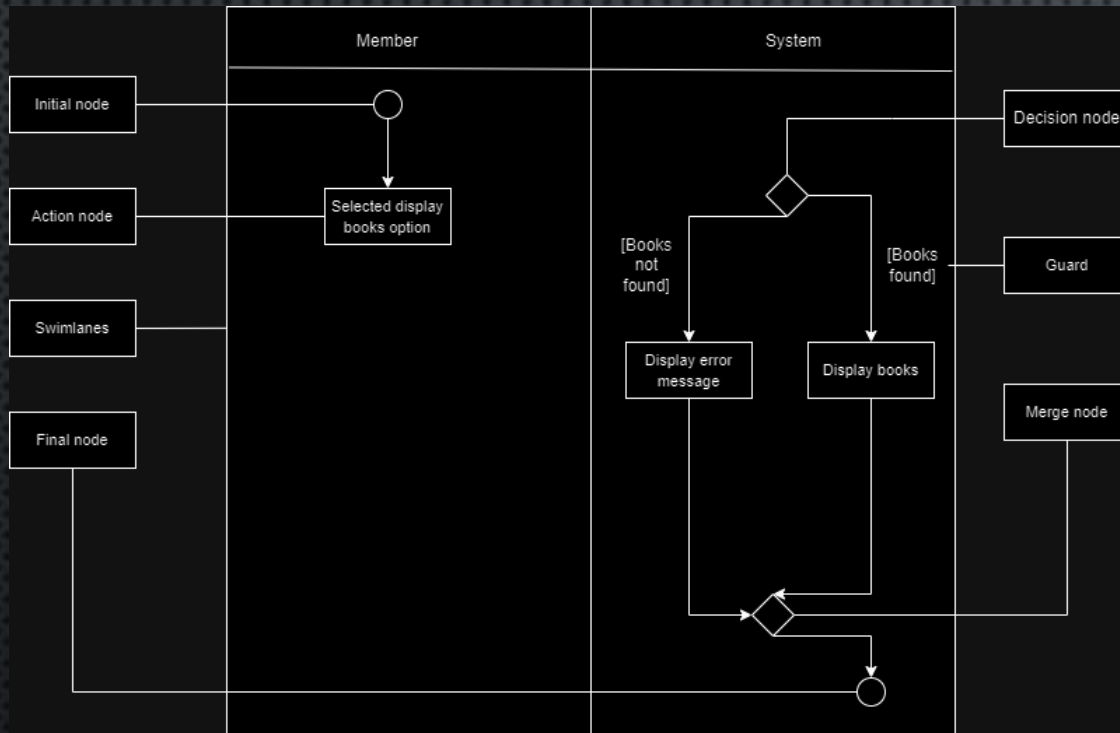 Member
System
Initial node
Decision node
Action node
Selected display
books option
[Books
not
found]
[Books
found]
Guard
Swimlanes
Display error
message
Display books
Final node
Merge node